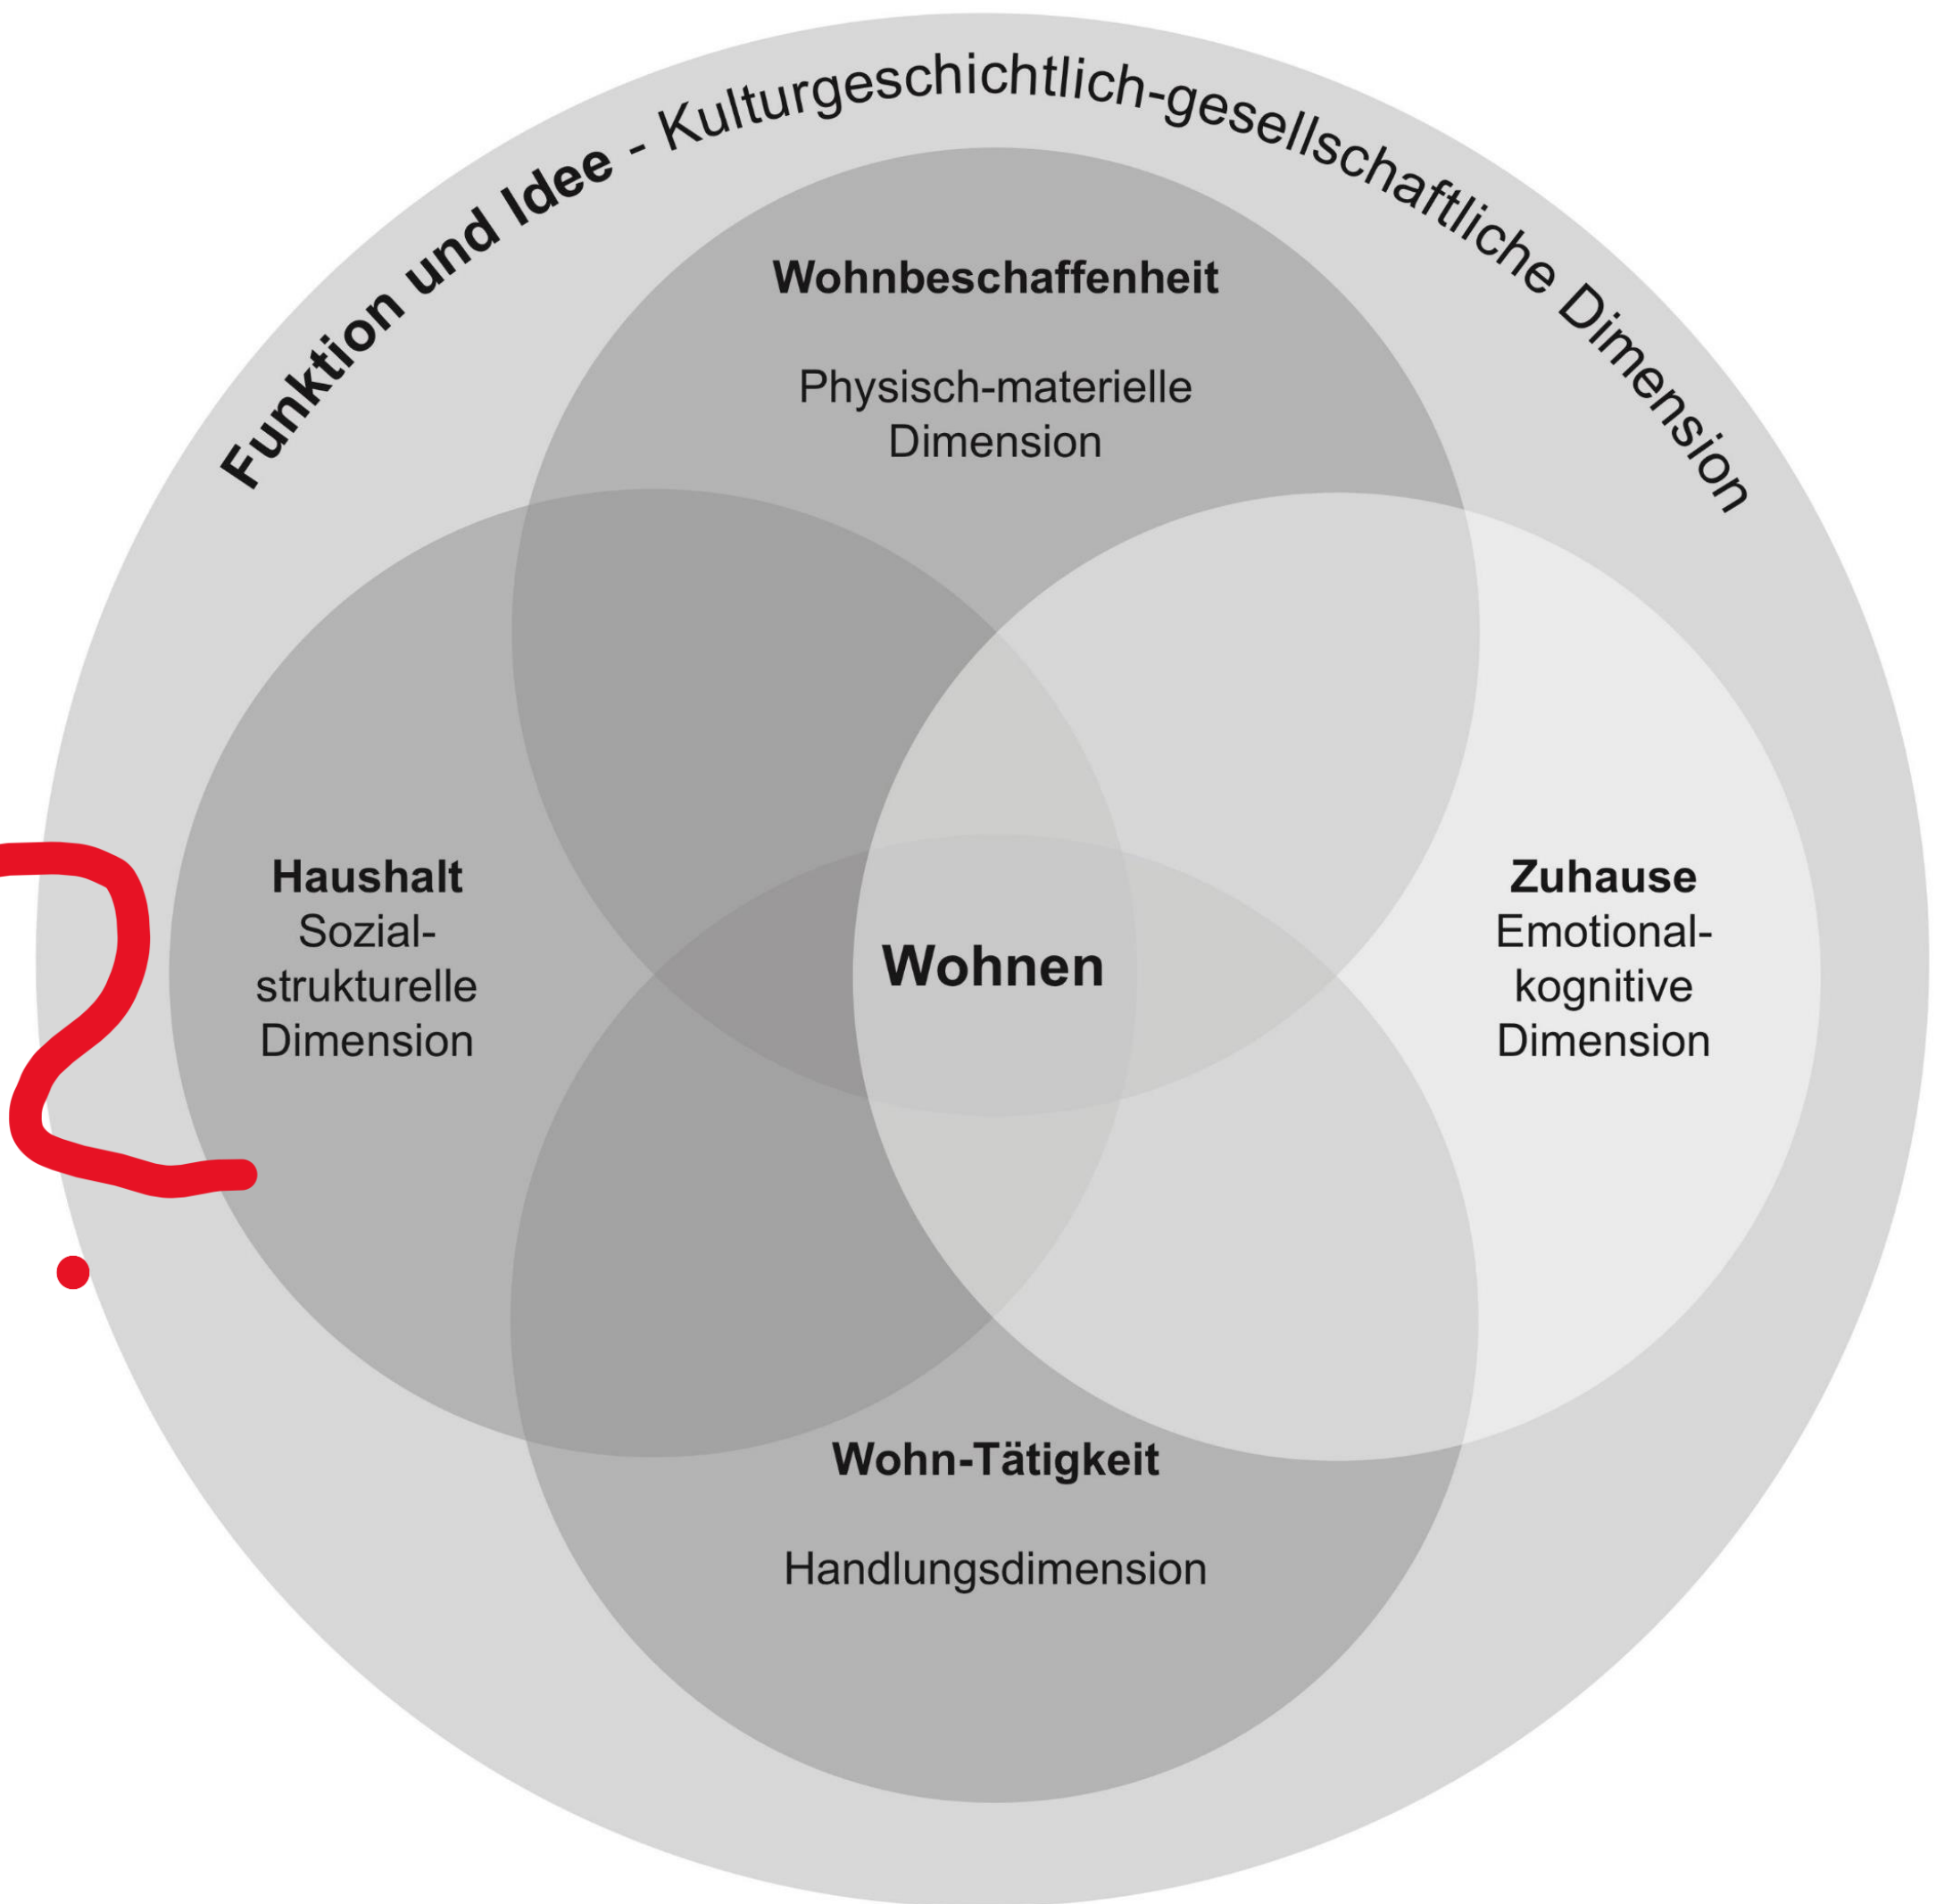 Funktion und Idee - Kulturgeschichtlich-gesellschaftliche Dimension
Wohnbeschaffenheit
Physisch-materielle
Dimension
Haushalt
Sozial-
strukturelle
Dimension
Wohnen
Zuhause
Emotional-
kognitive
Dimension
Wohn-Tätigkeit
Handlungsdimension